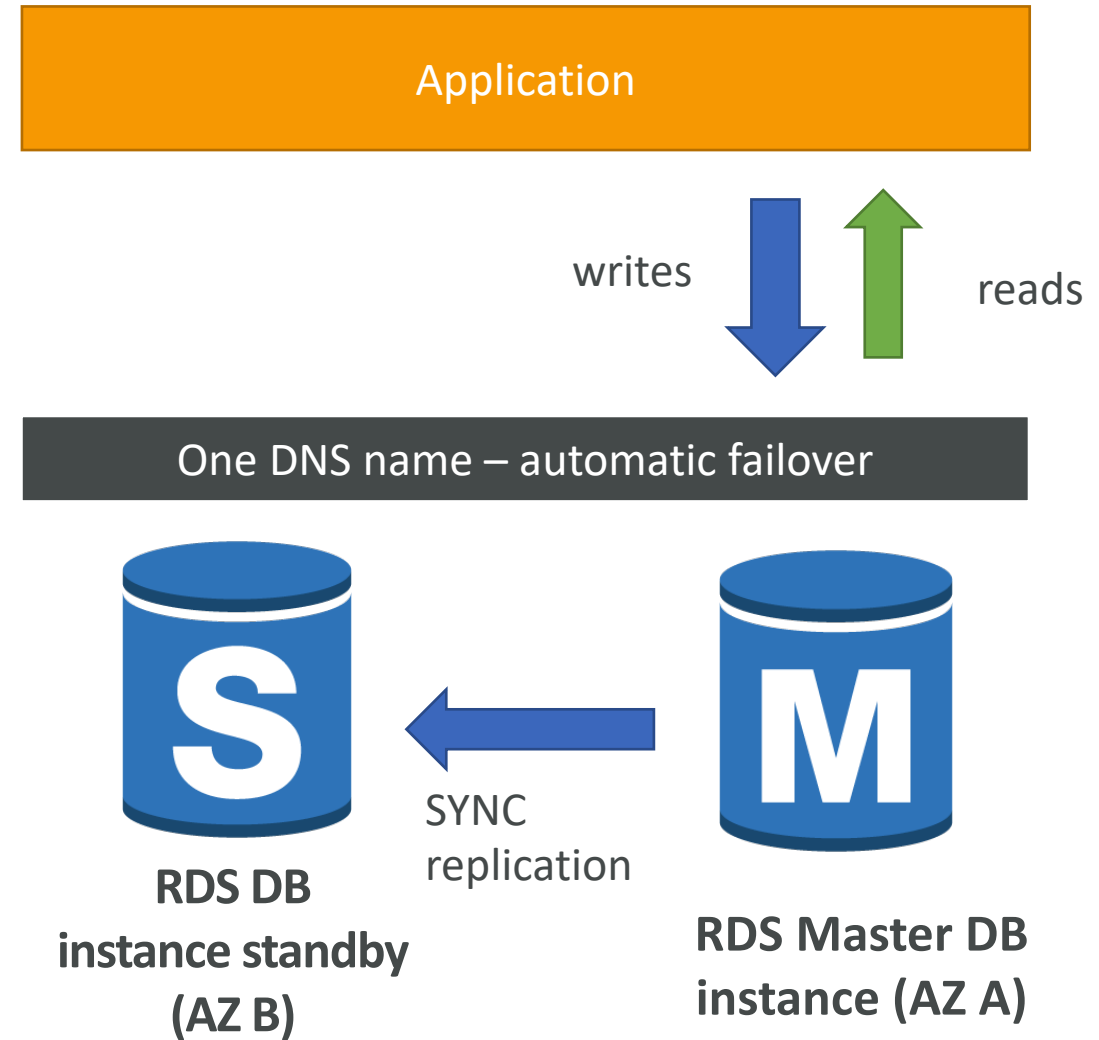 Application
writes
reads
One DNS name – automatic failover
S
M
SYNC
replication
RDS DB
instance standby
(AZ B)
RDS Master DB
instance (AZ A)